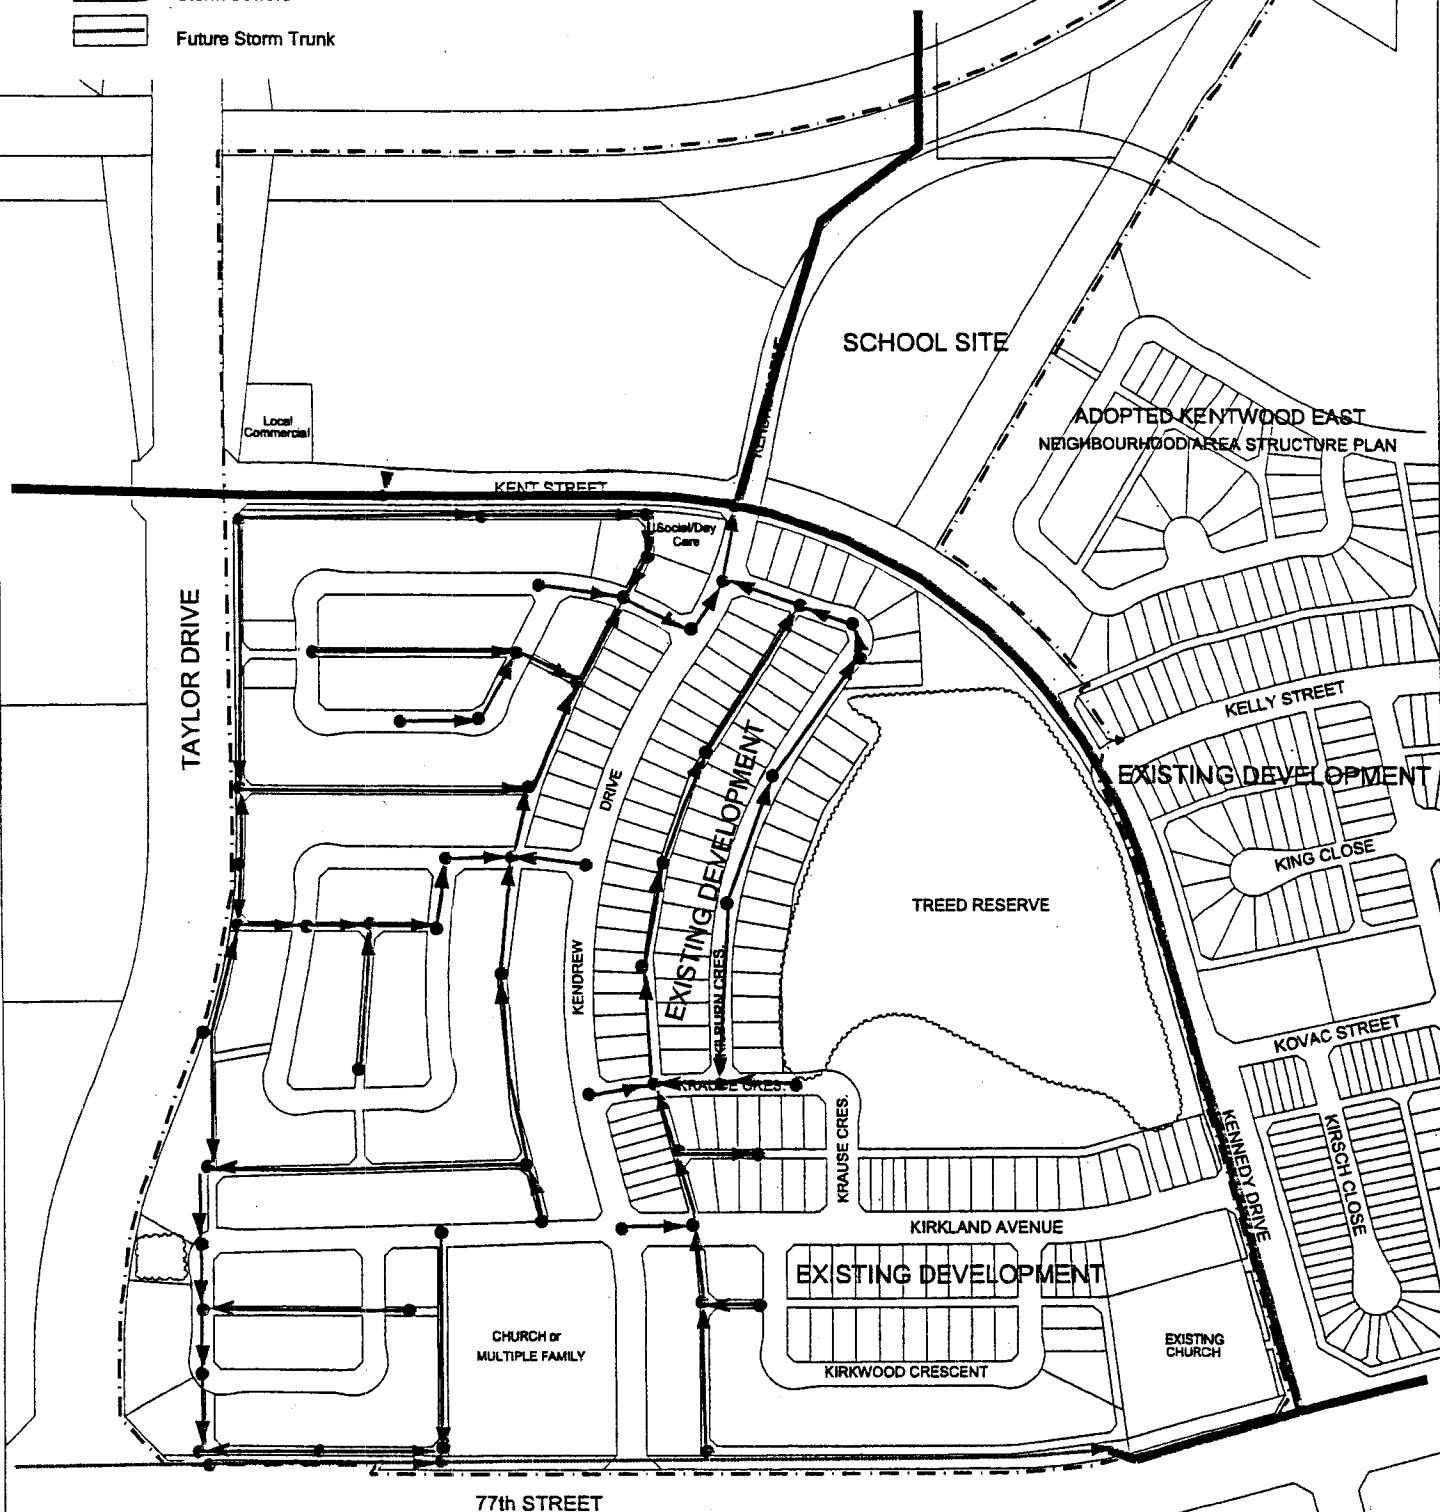 Future Storm Trunk
SCHOOL SITE
Local
Commercial
ADOPTED KENTWOOD EAST
NEIGHBOURHOOD AREA STRUCTURE PLAN
KENT STREET
Social/Day
Care
TAYLOR DRIVE
KELLY STREET
EXISTING DEVELOPMENT
EXISTING DEVELOPMENT
DRIVE
KING CLOSE
TREED RESERVE
KENDREW
KILBURN CRES.
KOVAC STREET
KRAUSE CRES.
KRAUSE CRES.
KENNEDY DRIVE
KIRSCH CLOSE
KIRKLAND AVENUE
EXISTING DEVELOPMENT
CHURCH or
MULTIPLE FAMILY
EXISTING
CHURCH
KIRKWOOD CRESCENT
77th STREET